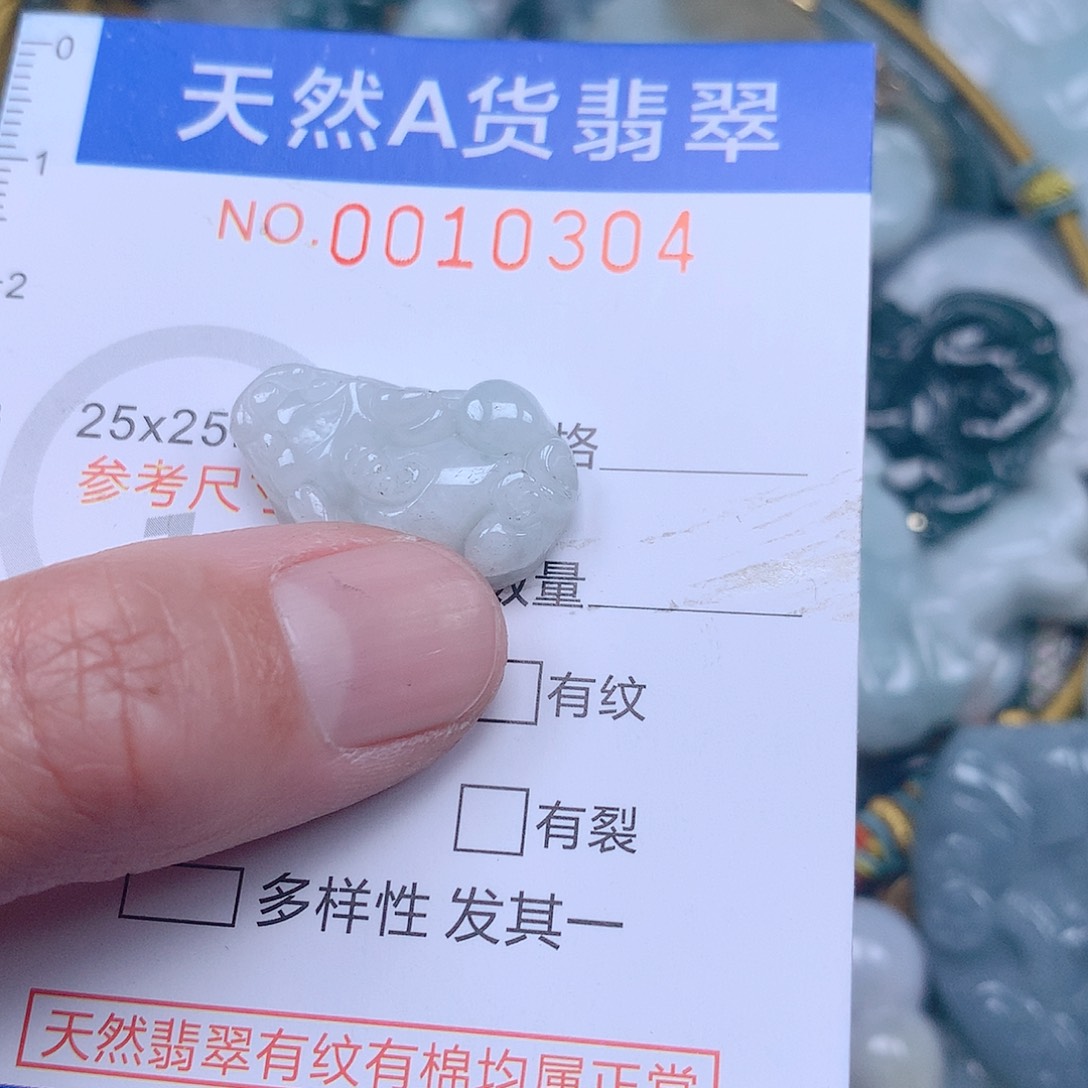 0
天然A货翡翠
1
NO.0010304
2
25x25
格
参考尺
量
有纹
有裂
多样性 发其一
天然翡翠有纹有棉均属正常